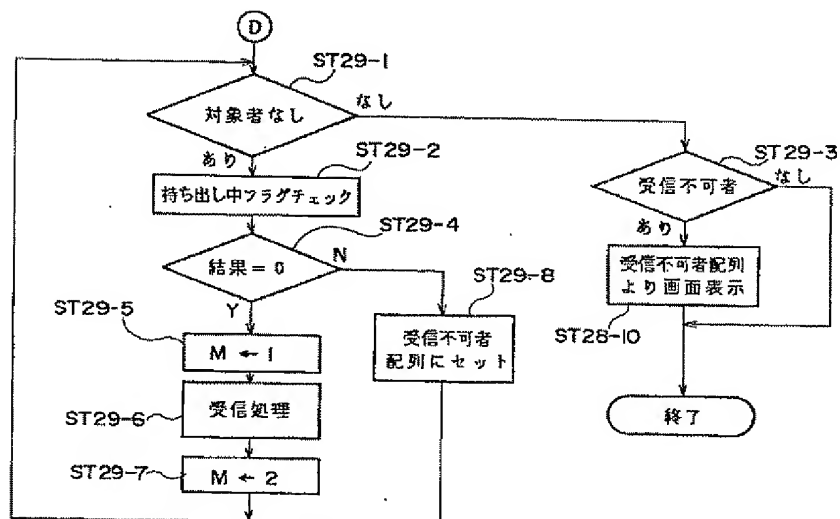 D
ST29-1
対象者なし
なし
あり
ST29-2
持ち出し中フラグチェック
ST29-3
受信不可者
なし
あり
ST29-4
結果=0
N
Y
ST29-8
受信不可者
配列にセット
受信不可者配列
より画面表示
ST28-10
ST29-5
M ← 1
ST29-6
受信処理
ST29-7
M ← 2
終了